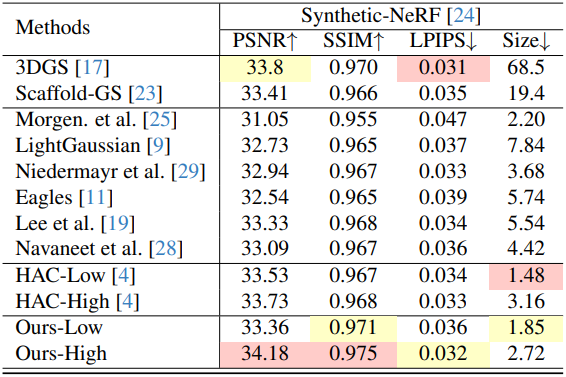 Methods Synthetic-NeRF [24]
PSNR↑ SSIM↑ LPIPS↓ Size↓
3DGS [17] 33.8 0.970 0.031 68.5
Scaffold-GS [23] 33.41 0.966 0.035 19.4
Morgen. et al. [25] 31.05 0.955 0.047 2.20
LightGaussian [9] 32.73 0.965 0.037 7.84
Niedermayr et al. [29] 32.94 0.967 0.033 3.68
Eagles [11] 32.54 0.965 0.039 5.74
Lee et al. [19] 33.33 0.968 0.034 5.54
Navaneet et al. [28] 33.09 0.967 0.036 4.42
HAC-Low [4] 33.53 0.967 0.034 1.48
HAC-High [4] 33.73 0.968 0.033 3.16
Ours-Low 33.36 0.971 0.036 1.85
Ours-High 34.18 0.975 0.032 2.72